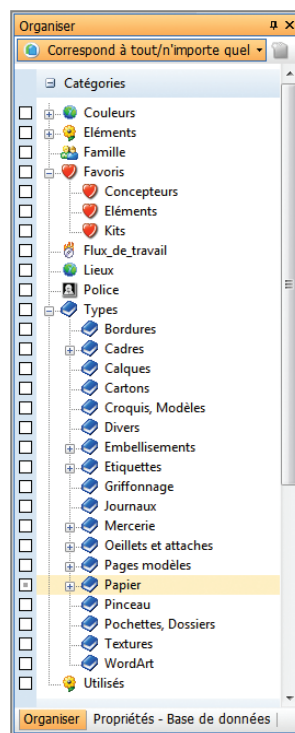 Organiser
Correspond à tout/n'importe quel
Catégories
Couleurs
Eléments
Famille
Favoris
Concepteurs
Eléments
Kits
Flux_de_travail
Lieux
Police
Types
Bordures
Cadres
Calques
Cartons
Croquis, Modèles
Divers
Embellisements
Etiquettes
Griffonnage
Journaux
Mercerie
Oeillets et attaches
Pages modèles
Papier
Pinceau
Pochettes, Dossiers
Textures
WordArt
Utilisés
Organiser Propriétés - Base de données